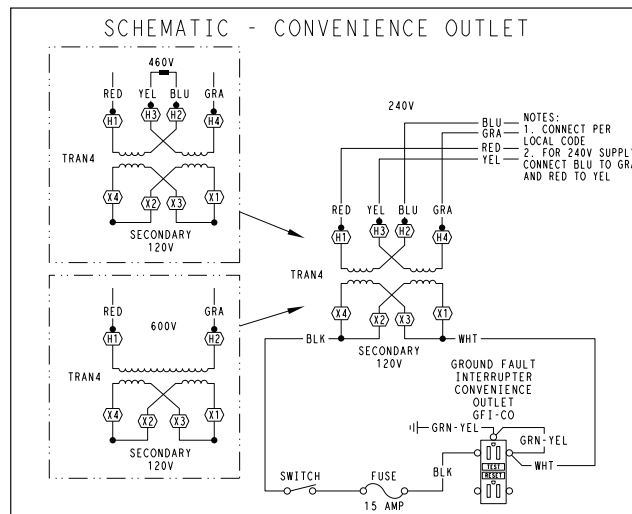 SCHEMATIC - CONVENIENCE OUTLET
460V
RED YEL BLU GRA
H1 H3 H2 H4
TRAN4
X4 X2 X3 X1
SECONDARY
120V
RED 600V GRA
H1 H2
TRAN4
X4 X2 X3 X1
SECONDARY
120V
240V
BLU
GRA
RED
YEL
NOTES:
1. CONNECT PER
LOCAL CODE
2. FOR 240V SUPPLY
CONNECT BLU TO GRA
AND RED TO YEL
RED YEL BLU GRA
H1 H3 H2 H4
TRAN4
X4 X2 X3 X1
BLK WHT
SECONDARY
120V
GROUND FAULT
INTERRUPTER
CONVENIENCE
OUTLET
GFI-CO
GRN-YEL
GRN-YEL
WHT
BLK
TEST
RESET
SWITCH FUSE
15 AMP